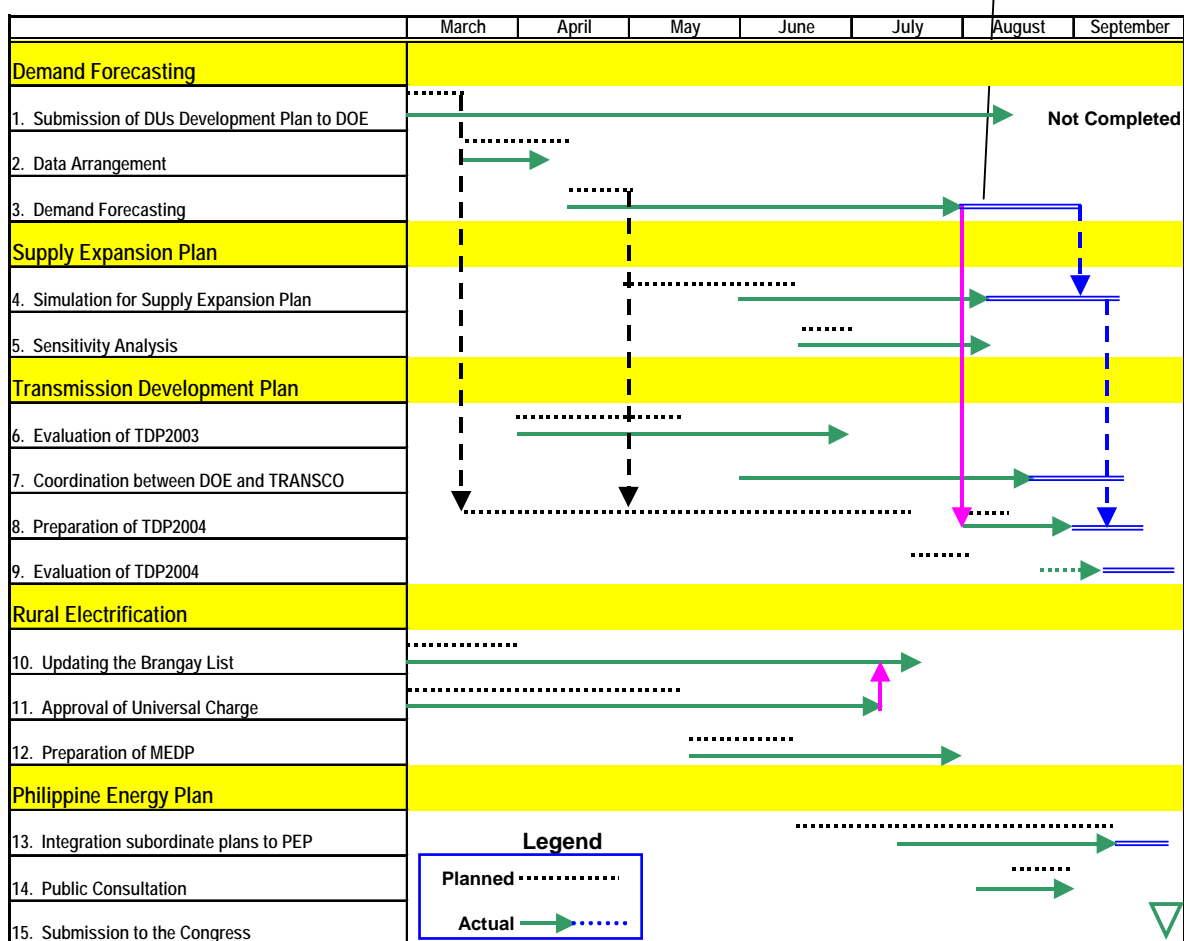 March April May June July August September
Demand Forecasting
1. Submission of DUs Development Plan to DOE Not Completed
2. Data Arrangement
3. Demand Forecasting
Supply Expansion Plan
4. Simulation for Supply Expansion Plan
5. Sensitivity Analysis
Transmission Development Plan
6. Evaluation of TDP2003
7. Coordination between DOE and TRANSCO
8. Preparation of TDP2004
9. Evaluation of TDP2004
Rural Electrification
10. Updating the Brangay List
11. Approval of Universal Charge
12. Preparation of MEDP
Philippine Energy Plan
13. Integration subordinate plans to PEP
14. Public Consultation
15. Submission to the Congress
Legend
Planned
Actual